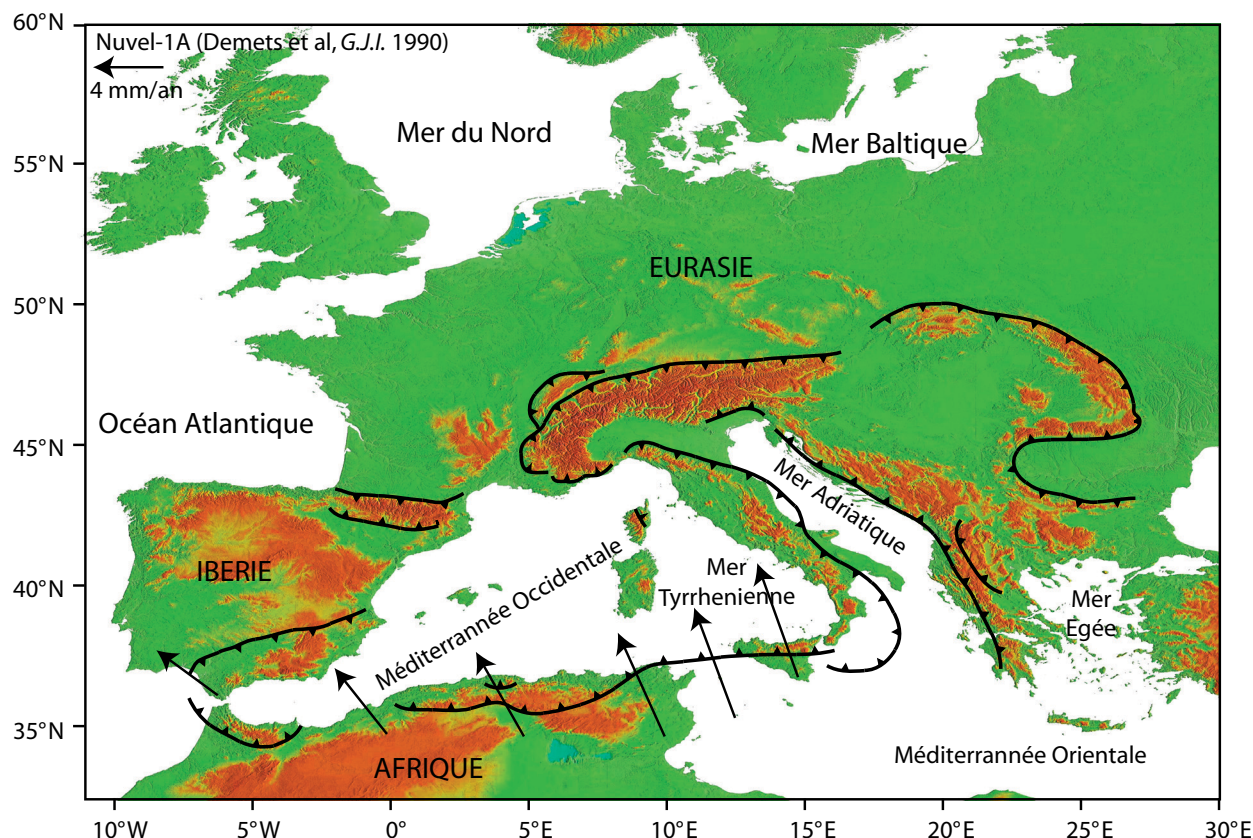 60°N
Nuvel-1A (Demets et al, G.J.I. 1990)
4 mm/an
Mer du Nord
Mer Baltique
55°N
EURASIE
50°N
Océan Atlantique
45°N
Mer Adriatique
IBERIE
Méditerrannée Occidentale
Mer
Tyrrhenienne
40°N
Mer
Egée
35°N
AFRIQUE
Méditerrannée Orientale
10°W
5°W
0°
5°E
10°E
15°E
20°E
25°E
30°E